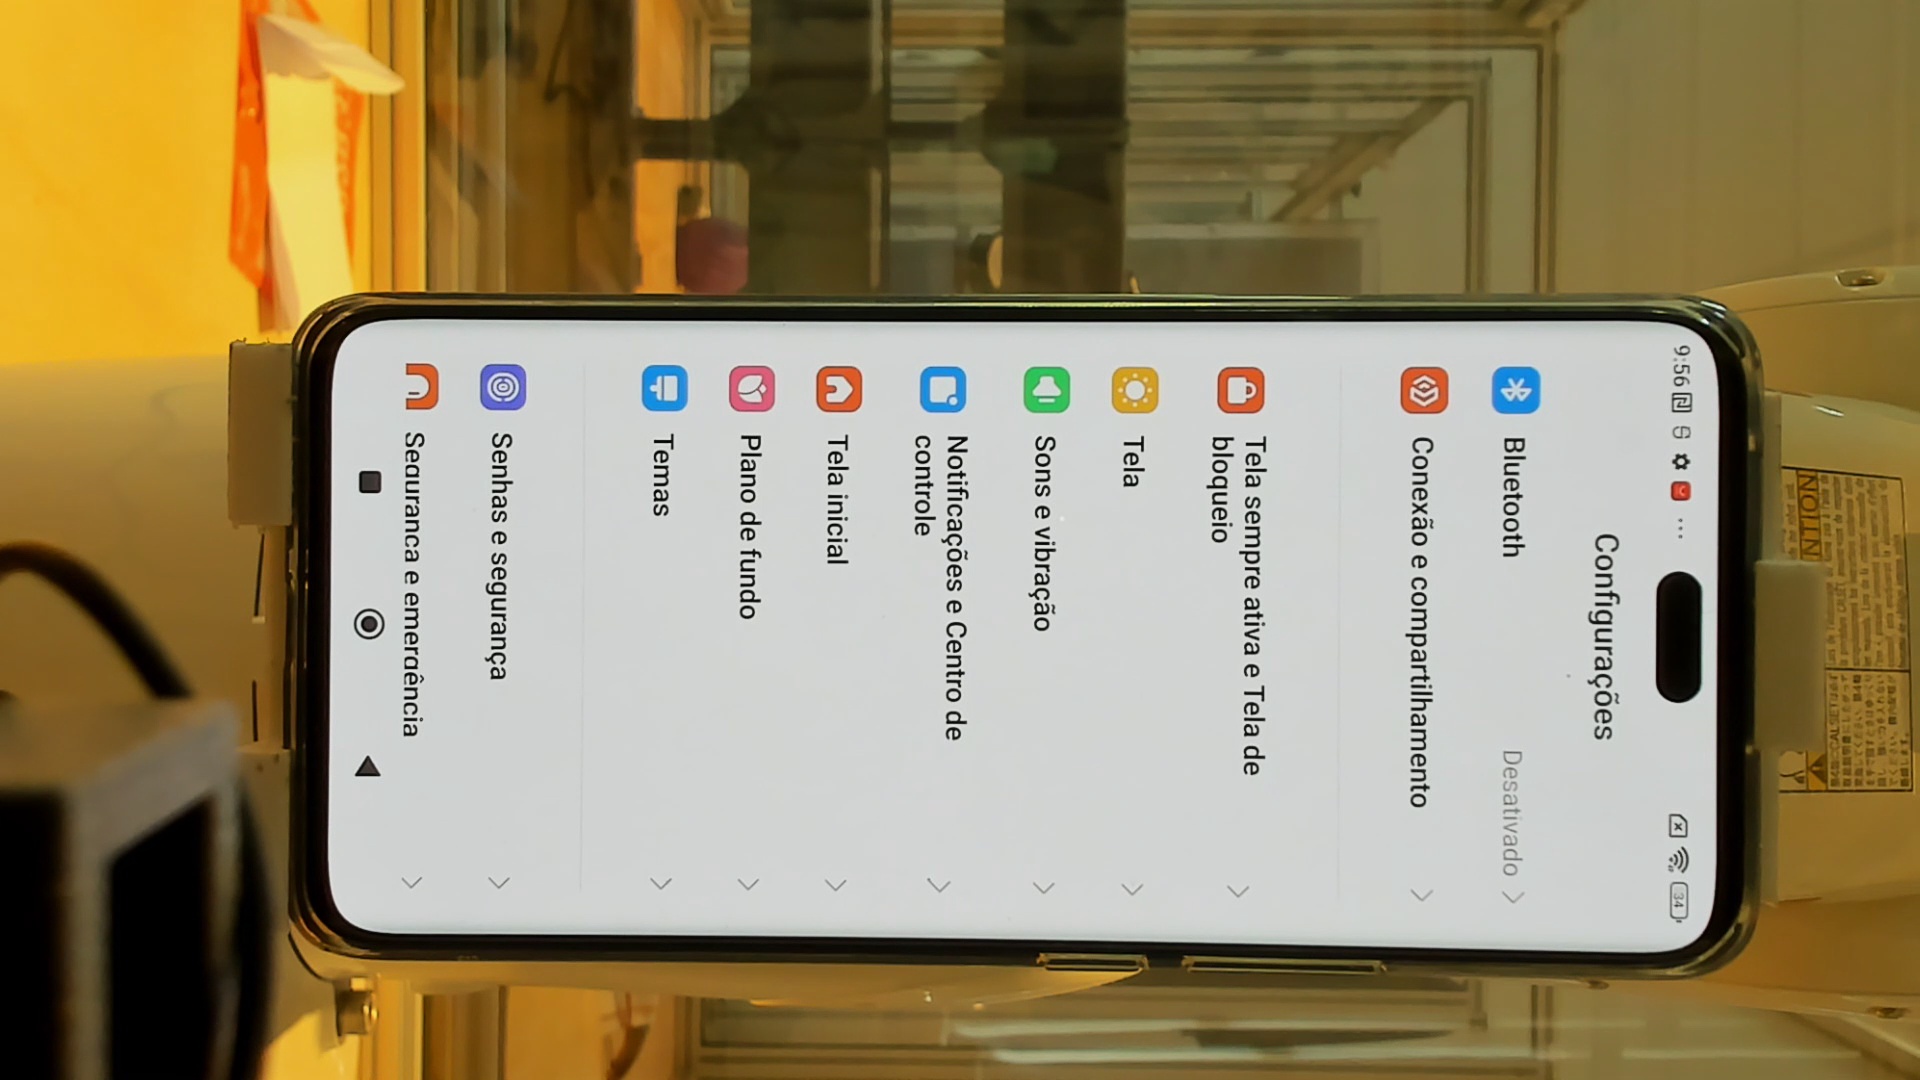 9:56
34
Configurações
Bluetooth
Desativado
Conexão e compartilhamento
Tela sempre ativa e Tela de
bloqueio
Tela
Sons e vibração
Notificações e Centro de
controle
Tela inicial
Plano de fundo
Temas
Senhas e segurança
Segurança e emergência